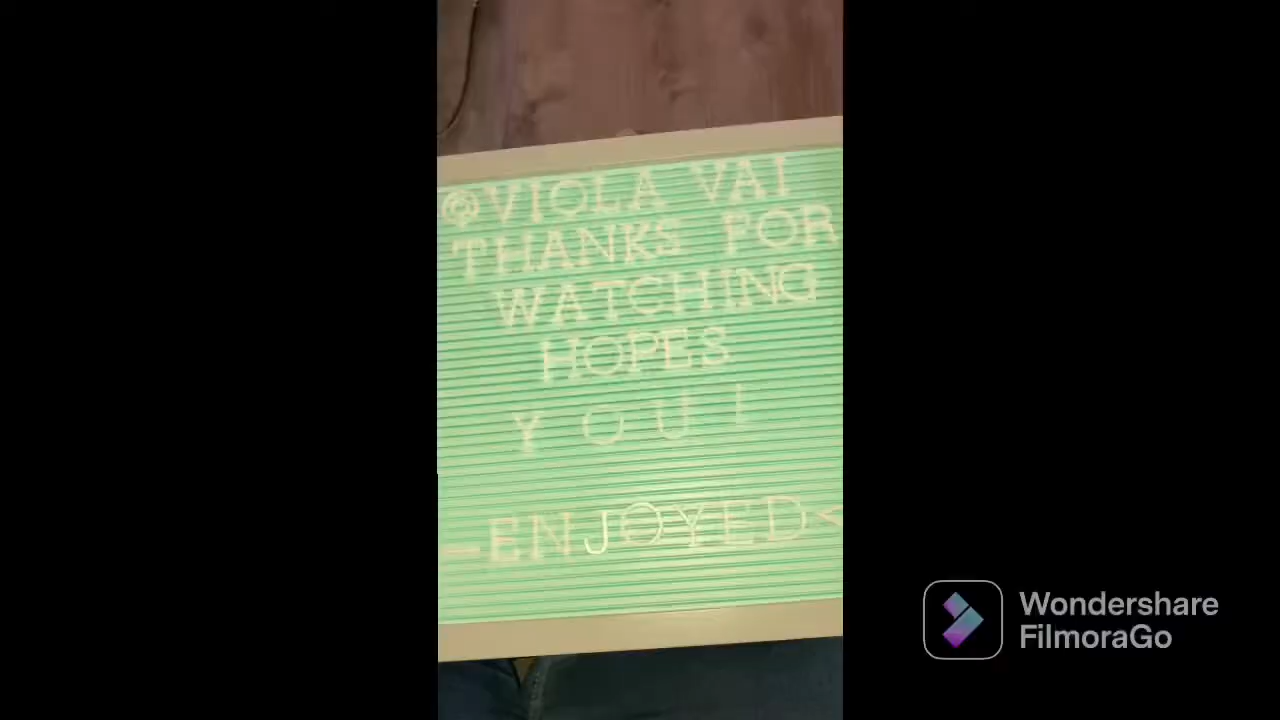 ©VIOLA VAI
THANKS FOR
WATCHING
HOPES
YOU!
-ENJOYED<
Wondershare
FilmoraGo